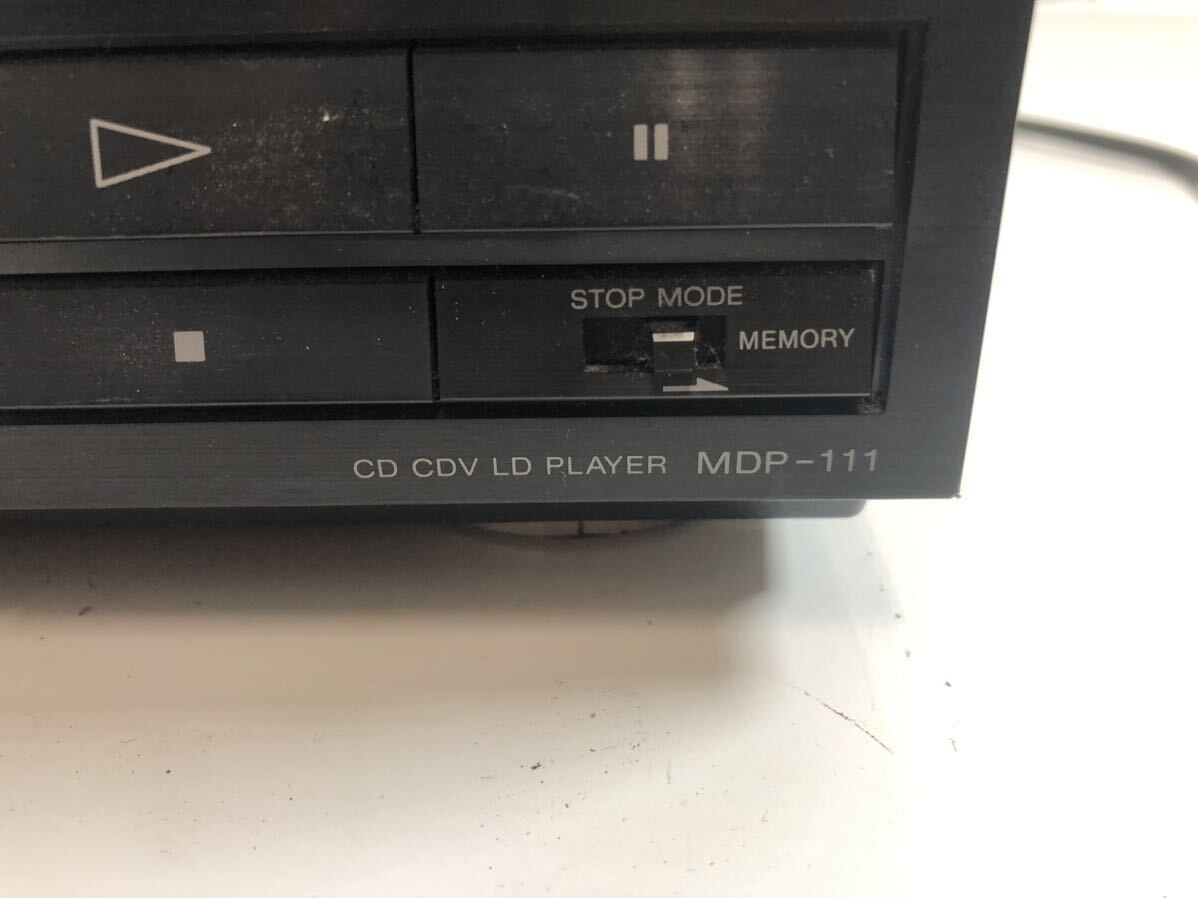 STOP MODE
MEMORY
CD CDV LD PLAYER MDP-111